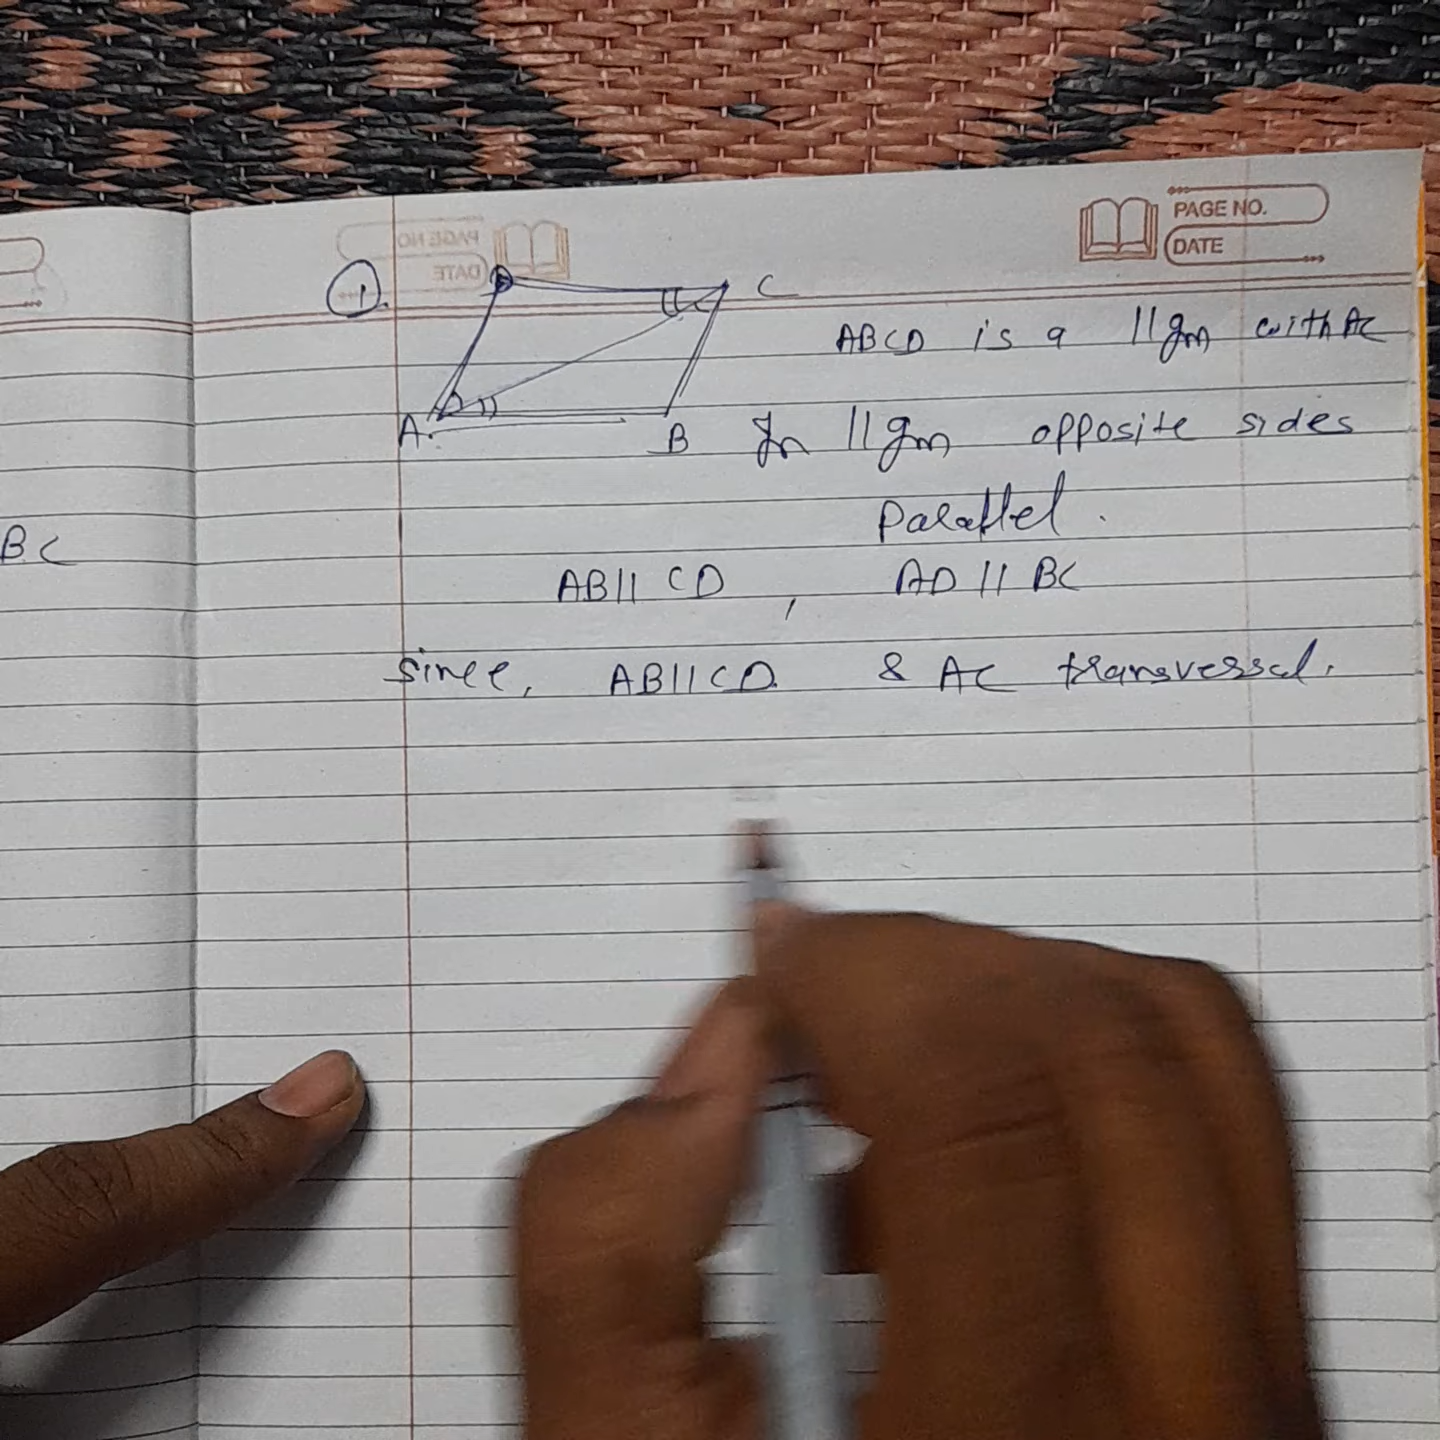 PAGE NO.
DATE
①.
C
A.
B
ABCD is a ||gm with AC
In ||gm opposite sides
Parallel.
AB || CD , AD || BC
BC
Since, AB || CD. & AC transversal.